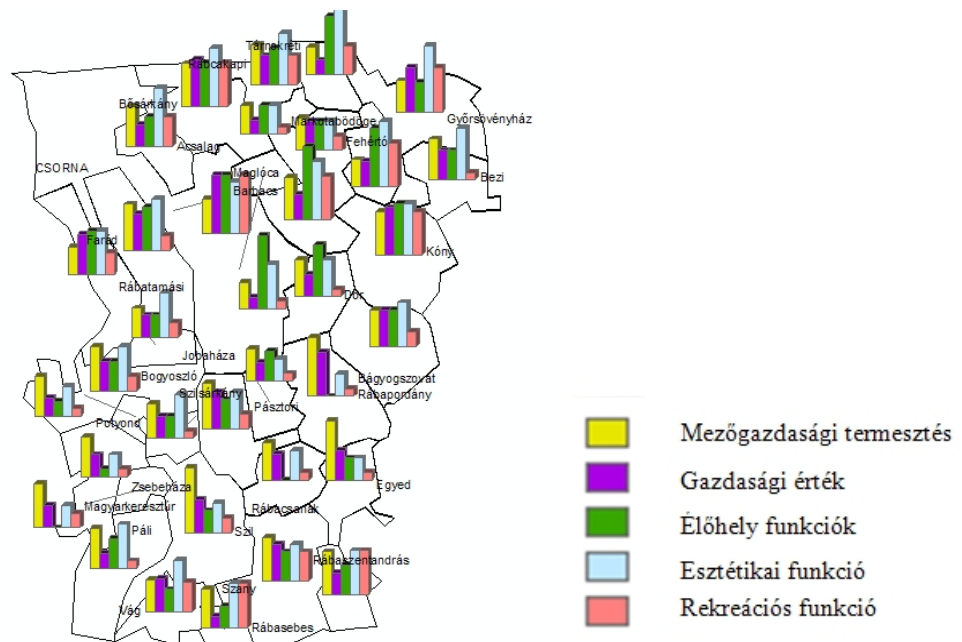 Tárnokréti
Rábcakapi
Bősárkány
Markotabödöge
Győrsövényház
Fehértó
Acsalag
CSORNA
Maglóca
Bezi
Barbacs
Farád
Kóny
Rábatamási
Dör
Jobaháza
Bogyoszló
Szilsárkány
Bágyogszovát
Rábapordány
Pásztori
Potyond
Zsebeháza
Egyed
Magyarkeresztúr
Rábacsanak
Páli
Szil
Rábaszentandrás
Szany
Vág
Rábasebes
Mezőgazdasági termesztés
Gazdasági érték
Élőhely funkciók
Esztétikai funkció
Rekreációs funkció